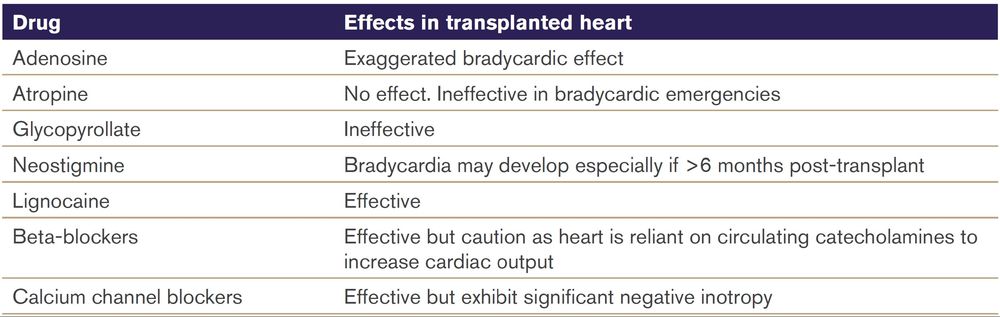 Drug Effects in transplanted heart
Adenosine Exaggerated bradycardic effect
Atropine No effect. Ineffective in bradycardic emergencies
Glycopyrollate Ineffective
Neostigmine Bradycardia may develop especially if >6 months post-transplant
Lignocaine Effective
Beta-blockers Effective but caution as heart is reliant on circulating catecholamines to
increase cardiac output
Calcium channel blockers Effective but exhibit significant negative inotropy